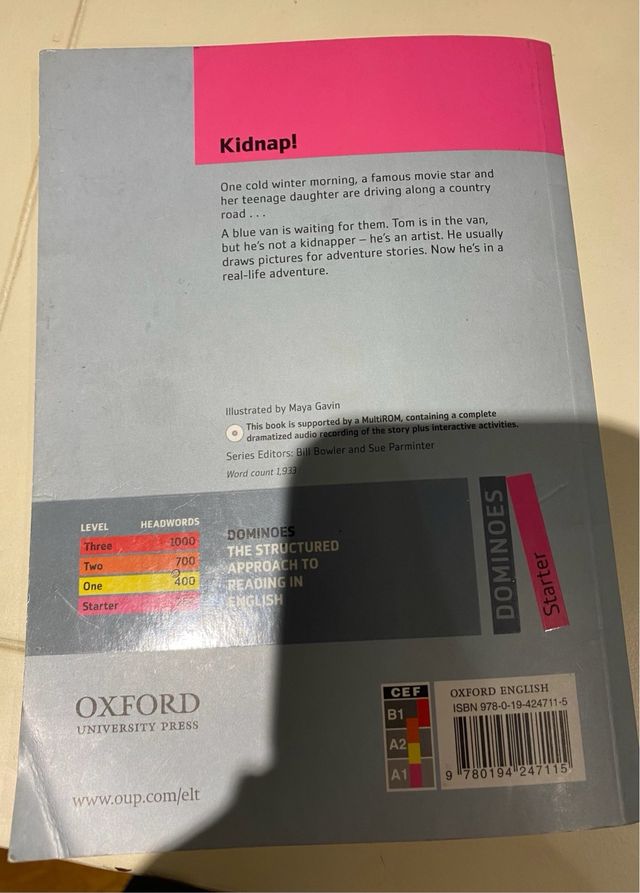 Kidnap!
One cold winter morning, a famous movie star and
her teenage daughter are driving along a country
road . . .
A blue van is waiting for them. Tom is in the van,
but he's not a kidnapper – he's an artist. He usually
draws pictures for adventure stories. Now he's in a
real-life adventure.
Illustrated by Maya Gavin
This book is supported by a MultiROM, containing a complete
dramatized audio recording of the story plus interactive activities.
Series Editors: Bill Bowler and Sue Parminter
Word count 1,933
LEVEL HEADWORDS
Three 1000
Two 700
One 400
Starter
DOMINOES
THE STRUCTURED
APPROACH TO
READING IN
ENGLISH
DOMINOES
Starter
OXFORD
UNIVERSITY PRESS
www.oup.com/elt
CEF
B1
A2
A1
OXFORD ENGLISH
ISBN 978-0-19-424711-5
9 780194 247115